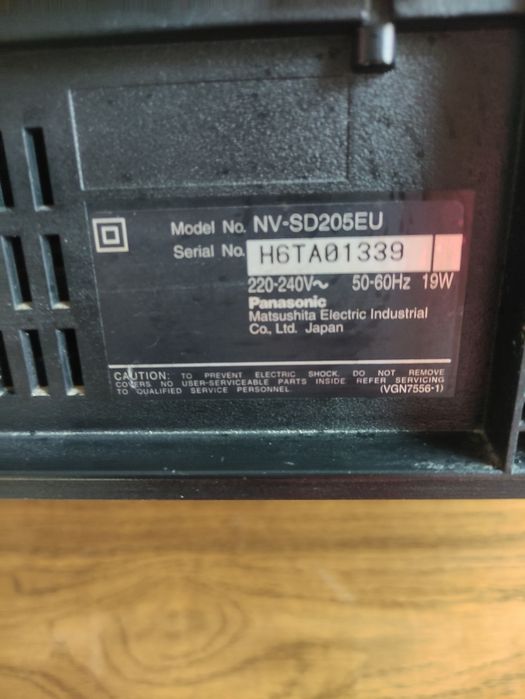 Model No. NV-SD205EU
Serial No. H6TA01339
220-240V~ 50-60Hz 19W
Panasonic
Matsushita Electric Industrial
Co., Ltd. Japan
CAUTION: TO PREVENT ELECTRIC SHOCK. DO NOT REMOVE
COVERS. NO USER-SERVICEABLE PARTS INSIDE REFER SERVICING
TO QUALIFIED SERVICE PERSONNEL. (VGN7556-1)